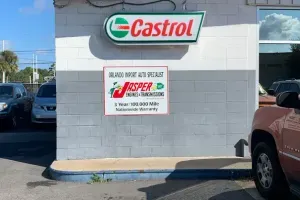 Castrol
ORLANDO IMPORT AUTO SPECIALIST
JASPER
ENGINES & TRANSMISSIONS
3 Year/100,000 Mile
Nationwide Warranty